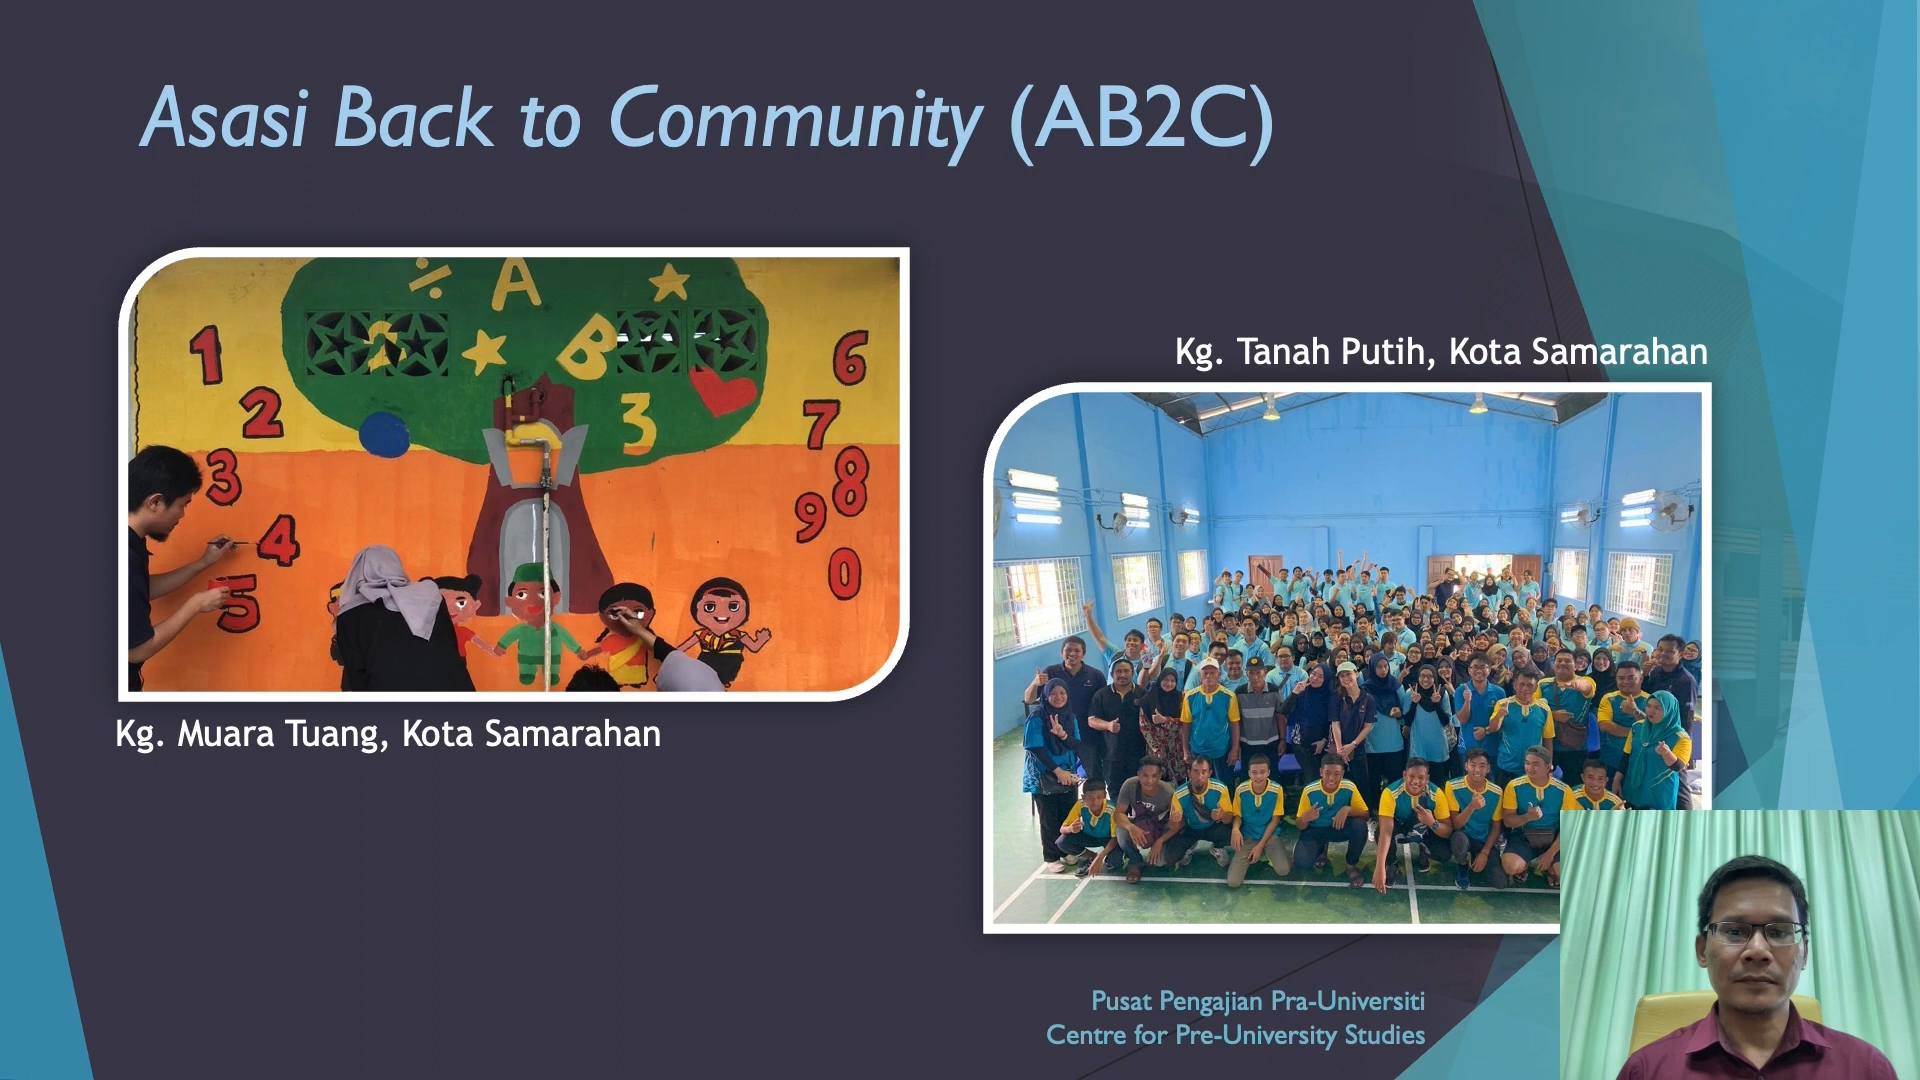 Asasi Back to Community (AB2C)
÷ A
2 B
3
1
2
3
4
5
6
7
8
9
0
Kg. Muara Tuang, Kota Samarahan
Kg. Tanah Putih, Kota Samarahan
Pusat Pengajian Pra-Universiti
Centre for Pre-University Studies